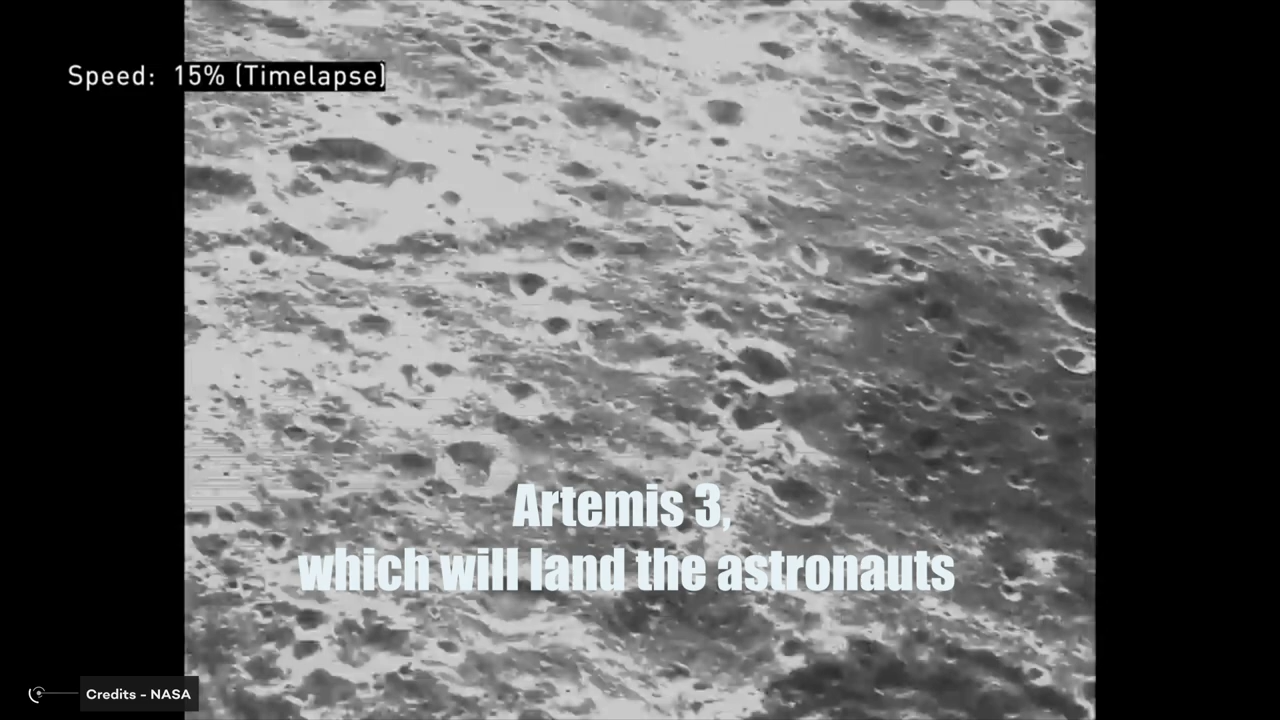 Speed: 15% (Timelapse)
Artemis 3,
which will land the astronauts
Credits - NASA